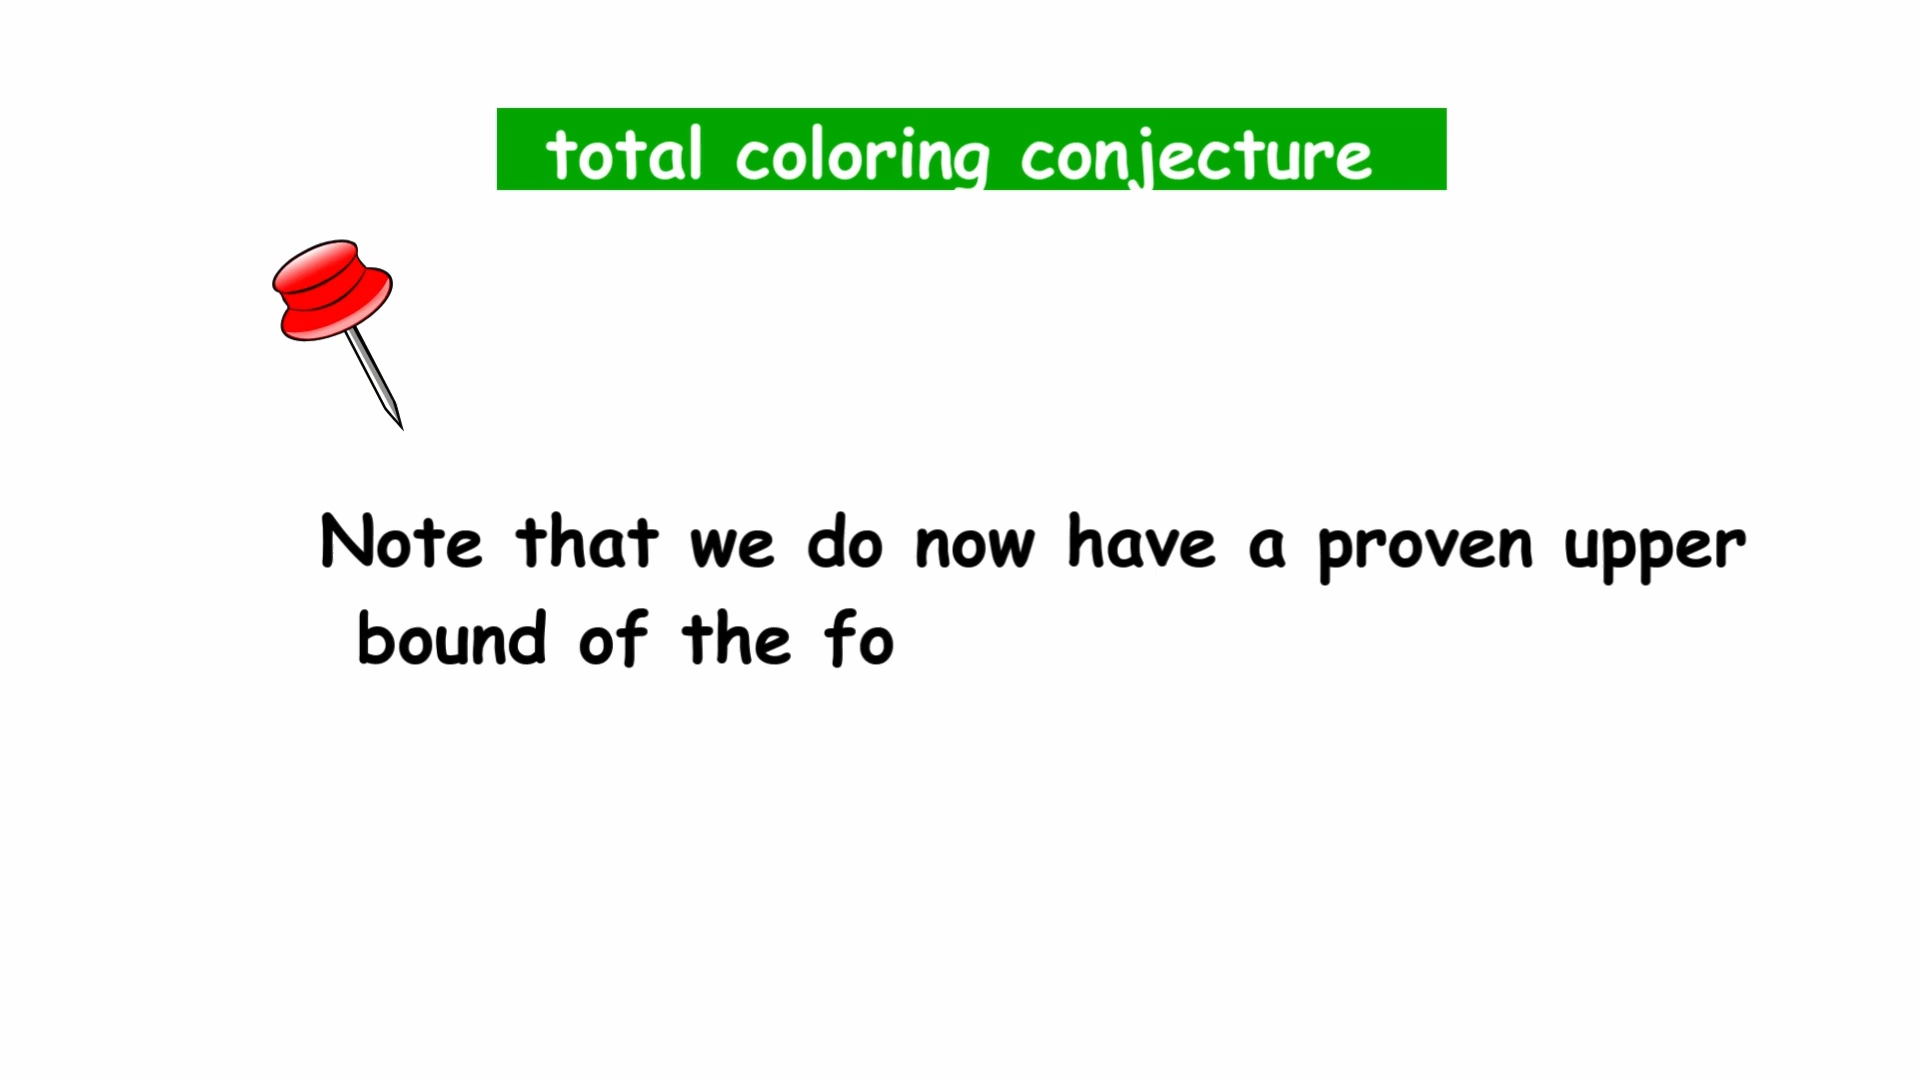 total coloring conjecture
Note that we do now have a proven upper
bound of the fo